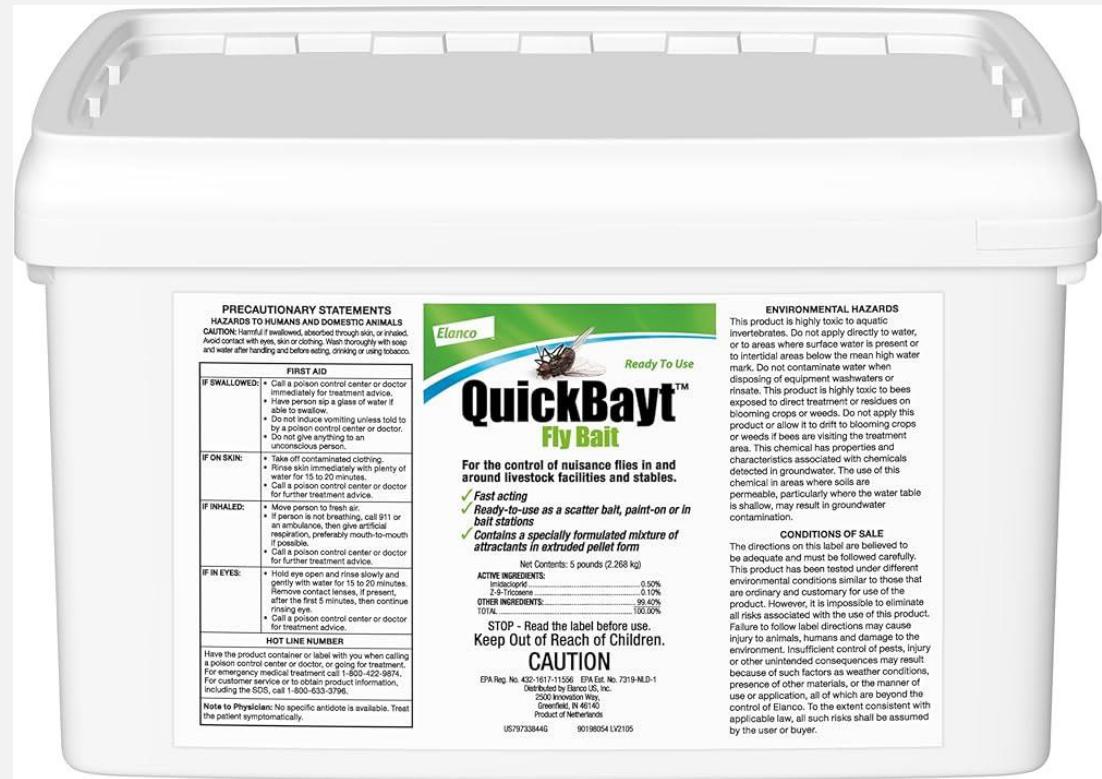 PRECAUTIONARY STATEMENTS
HAZARDS TO HUMANS AND DOMESTIC ANIMALS
CAUTION: Harmful if swallowed, absorbed through skin, or inhaled.
Avoid contact with eyes, skin or clothing. Wash thoroughly with soap
and water after handling and before eating, drinking or using tobacco.
FIRST AID
IF SWALLOWED:
• Call a poison control center or doctor
immediately for treatment advice.
• Have person sip a glass of water if
able to swallow.
• Do not induce vomiting unless told to
by a poison control center or doctor.
• Do not give anything to an
unconscious person.
IF ON SKIN:
• Take off contaminated clothing.
• Rinse skin immediately with plenty of
water for 15 to 20 minutes.
• Call a poison control center or doctor
for further treatment advice.
IF INHALED:
• Move person to fresh air.
• If person is not breathing, call 911 or
an ambulance, then give artificial
respiration, preferably mouth-to-mouth
if possible.
• Call a poison control center or doctor
for further treatment advice.
IF IN EYES:
• Hold eye open and rinse slowly and
gently with water for 15 to 20 minutes.
Remove contact lenses, if present,
after the first 5 minutes, then continue
rinsing eye.
• Call a poison control center or doctor
for treatment advice.
HOT LINE NUMBER
Have the product container or label with you when calling
a poison control center or doctor, or going for treatment.
For emergency medical treatment call 1-800-422-9874.
For customer service or to obtain product information,
including the SDS, call 1-800-633-3796.
Note to Physician: No specific antidote is available. Treat
the patient symptomatically.
Elanco
Ready To Use
QuickBayt™
Fly Bait
For the control of nuisance flies in and
around livestock facilities and stables.
✓ Fast acting
✓ Ready-to-use as a scatter bait, paint-on or in
bait stations
✓ Contains a specially formulated mixture of
attractants in extruded pellet form
Net Contents: 5 pounds (2.268 kg)
ACTIVE INGREDIENTS:
Imidacloprid 0.50%
Z-9-Tricosene 0.10%
OTHER INGREDIENTS: 99.40%
TOTAL 100.00%
STOP - Read the label before use.
Keep Out of Reach of Children.
CAUTION
EPA Reg. No. 432-1617-11556 EPA Est. No. 7319-NLD-1
Distributed by Elanco US, Inc.
2500 Innovation Way,
Greenfield, IN 46140
Product of Netherlands
US79733844G 90198054 LV2105
ENVIRONMENTAL HAZARDS
This product is highly toxic to aquatic
invertebrates. Do not apply directly to water,
or to areas where surface water is present or
to intertidal areas below the mean high water
mark. Do not contaminate water when
disposing of equipment washwaters or
rinsate. This product is highly toxic to bees
exposed to direct treatment or residues on
blooming crops or weeds. Do not apply this
product or allow it to drift to blooming crops
or weeds if bees are visiting the treatment
area. This chemical has properties and
characteristics associated with chemicals
detected in groundwater. The use of this
chemical in areas where soils are
permeable, particularly where the water table
is shallow, may result in groundwater
contamination.
CONDITIONS OF SALE
The directions on this label are believed to
be adequate and must be followed carefully.
This product has been tested under different
environmental conditions similar to those that
are ordinary and customary for use of the
product. However, it is impossible to eliminate
all risks associated with the use of this product.
Failure to follow label directions may cause
injury to animals, humans and damage to the
environment. Insufficient control of pests, injury
or other unintended consequences may result
because of such factors as weather conditions,
presence of other materials, or the manner of
use or application, all of which are beyond the
control of Elanco. To the extent consistent with
applicable law, all such risks shall be assumed
by the user or buyer.